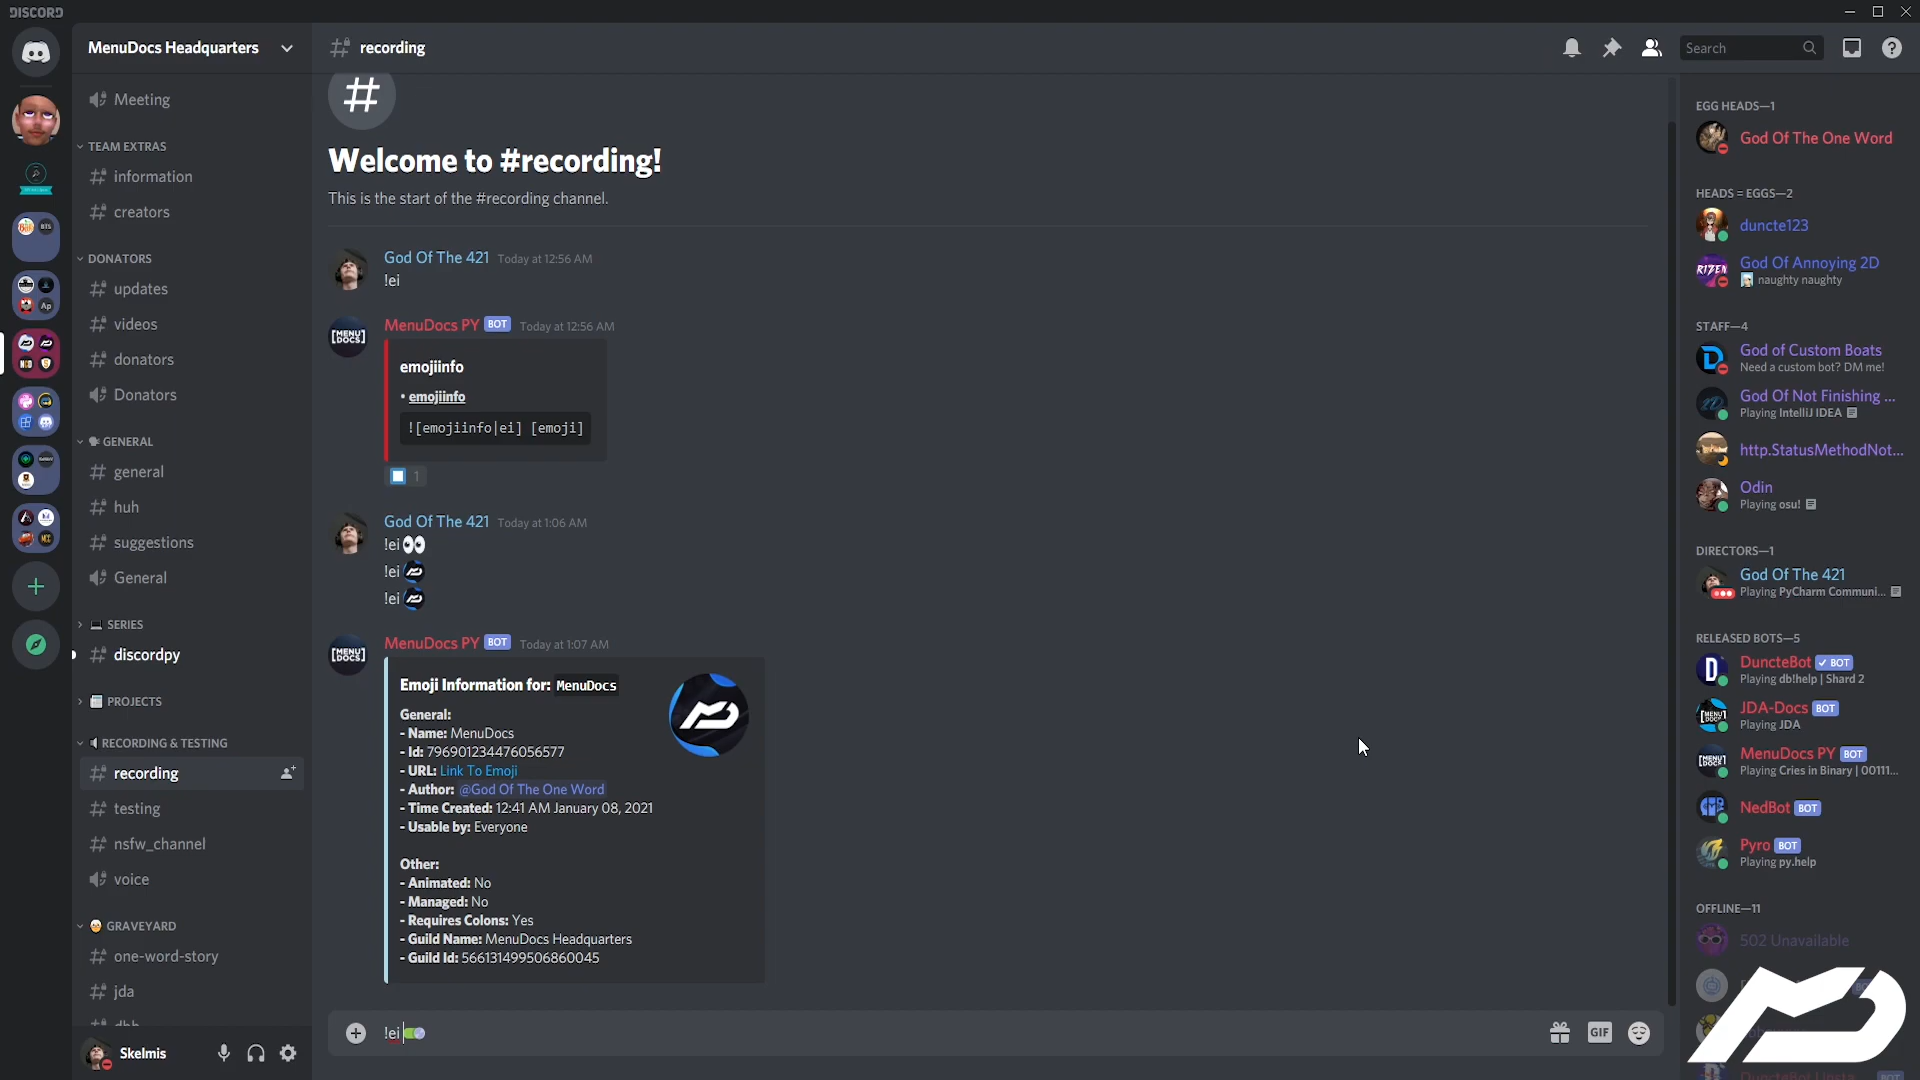 DISCORD
MenuDocs Headquarters
recording
Search
Meeting
TEAM EXTRAS
information
creators
DONATORS
updates
videos
donators
Donators
GENERAL
general
huh
suggestions
General
SERIES
discordpy
PROJECTS
RECORDING & TESTING
recording
testing
nsfw_channel
voice
GRAVEYARD
one-word-story
jda
Skelmis
Welcome to #recording!
This is the start of the #recording channel.
God Of The 421 Today at 12:56 AM
!ei
MenuDocs PY BOT Today at 12:56 AM
emojiinfo
• emojiinfo
![emojiinfo|ei] [emoji]
1
God Of The 421 Today at 1:06 AM
!ei
!ei
!ei
MenuDocs PY BOT Today at 1:07 AM
Emoji Information for: MenuDocs
General:
- Name: MenuDocs
- Id: 796901234476056577
- URL: Link To Emoji
- Author: @God Of The One Word
- Time Created: 12:41 AM January 08, 2021
- Usable by: Everyone
Other:
- Animated: No
- Managed: No
- Requires Colons: Yes
- Guild Name: MenuDocs Headquarters
- Guild Id: 566131499506860045
!ei
GIF
EGG HEADS—1
God Of The One Word
HEADS = EGGS—2
duncte123
God Of Annoying 2D
naughty naughty
STAFF—4
God of Custom Boats
Need a custom bot? DM me!
God Of Not Finishing ...
Playing IntelliJ IDEA
http.StatusMethodNot...
Odin
Playing osu!
DIRECTORS—1
God Of The 421
Playing PyCharm Communi...
RELEASED BOTS—5
DuncteBot ✓ BOT
Playing db!help | Shard 2
JDA-Docs BOT
Playing JDA
MenuDocs PY BOT
Playing Cries in Binary | 00111...
NedBot BOT
Pyro BOT
Playing py.help
OFFLINE—11
502 Unavailable